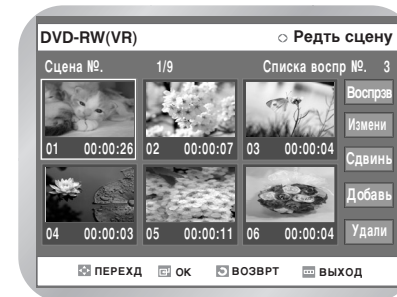 DVD-RW(VR) Редть сцену
Сцена №. 1/9 Списка воспр №. 3
Воспрзв
Измени
01 00:00:26 02 00:00:07 03 00:00:04
Сдвинь
Добавь
04 00:00:03 05 00:00:11 06 00:00:04
Удали
ПЕРЕХД ОК ВОЗВРТ ВЫХОД